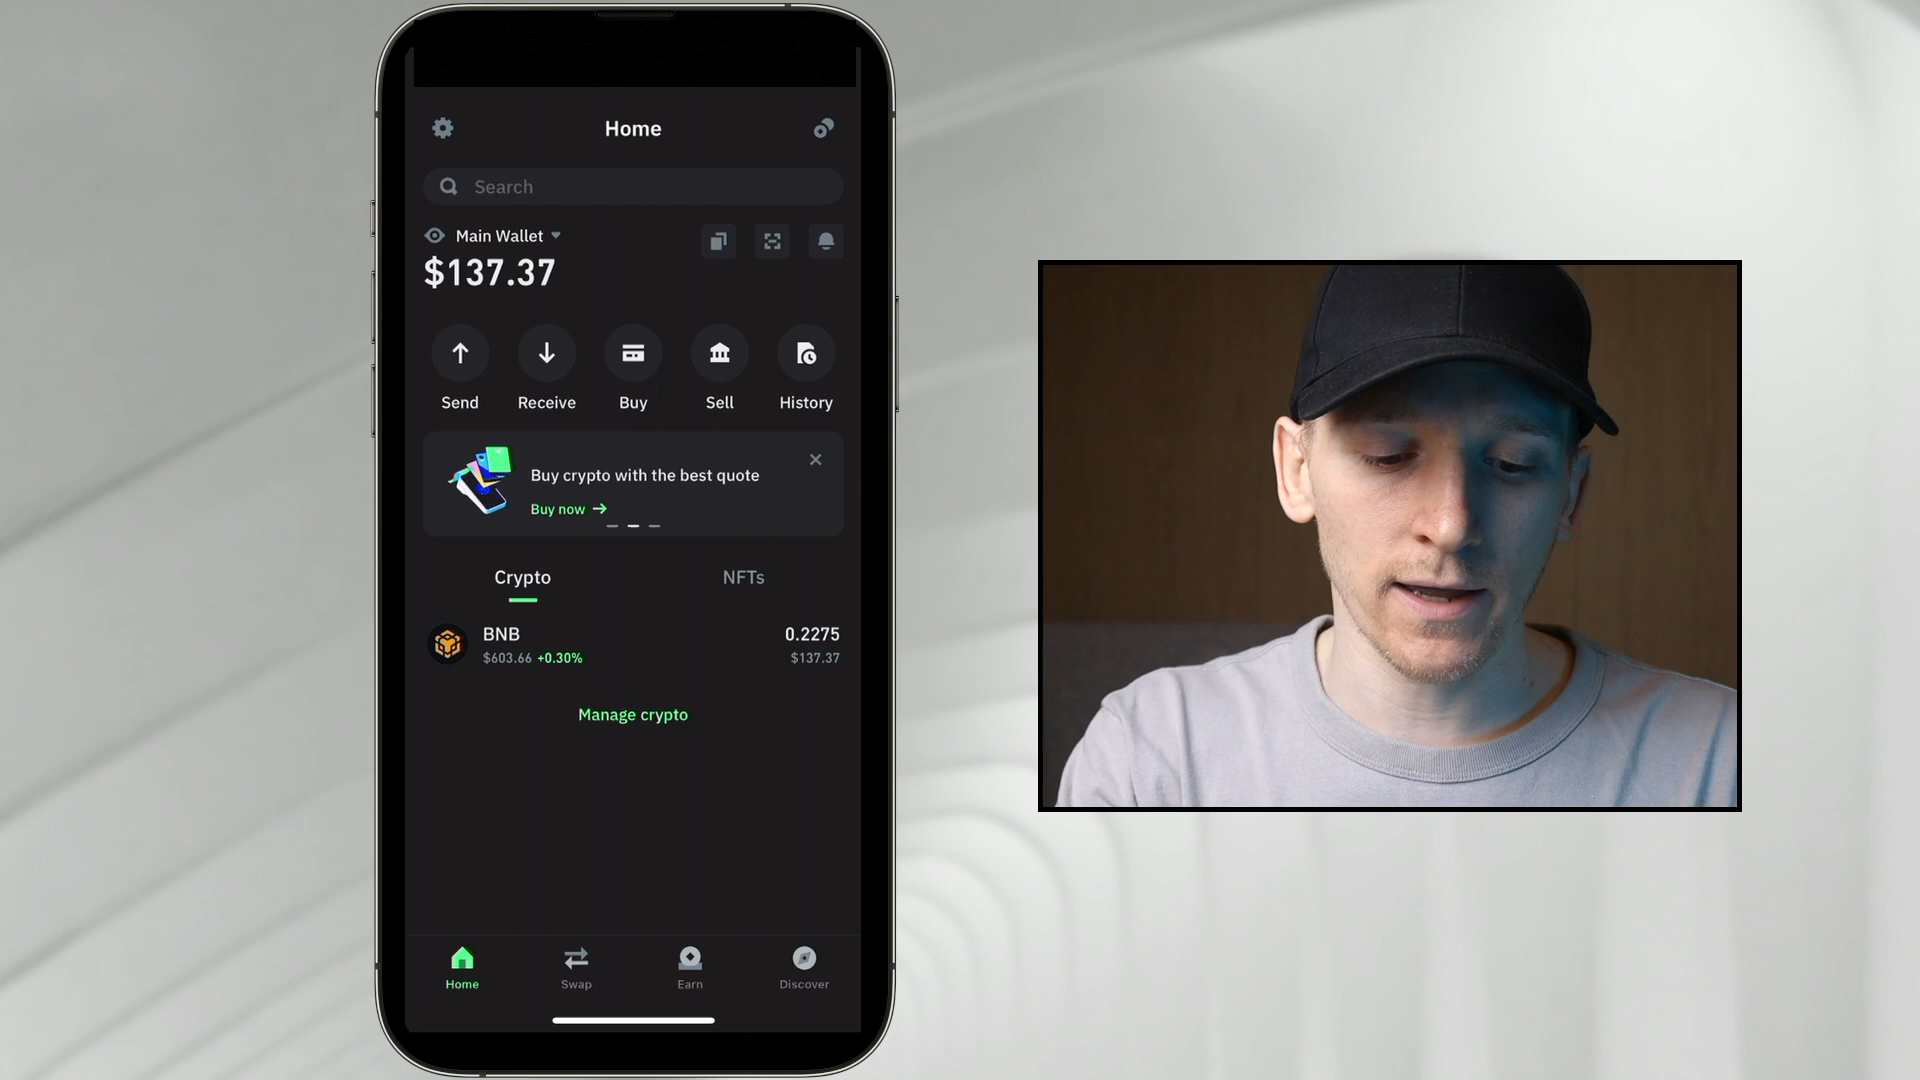 Home
Search
Main Wallet
$137.37
Send Receive Buy Sell History
Buy crypto with the best quote
Buy now →
Crypto NFTs
BNB 0.2275
$603.66 +0.30% $137.37
Manage crypto
Home Swap Earn Discover